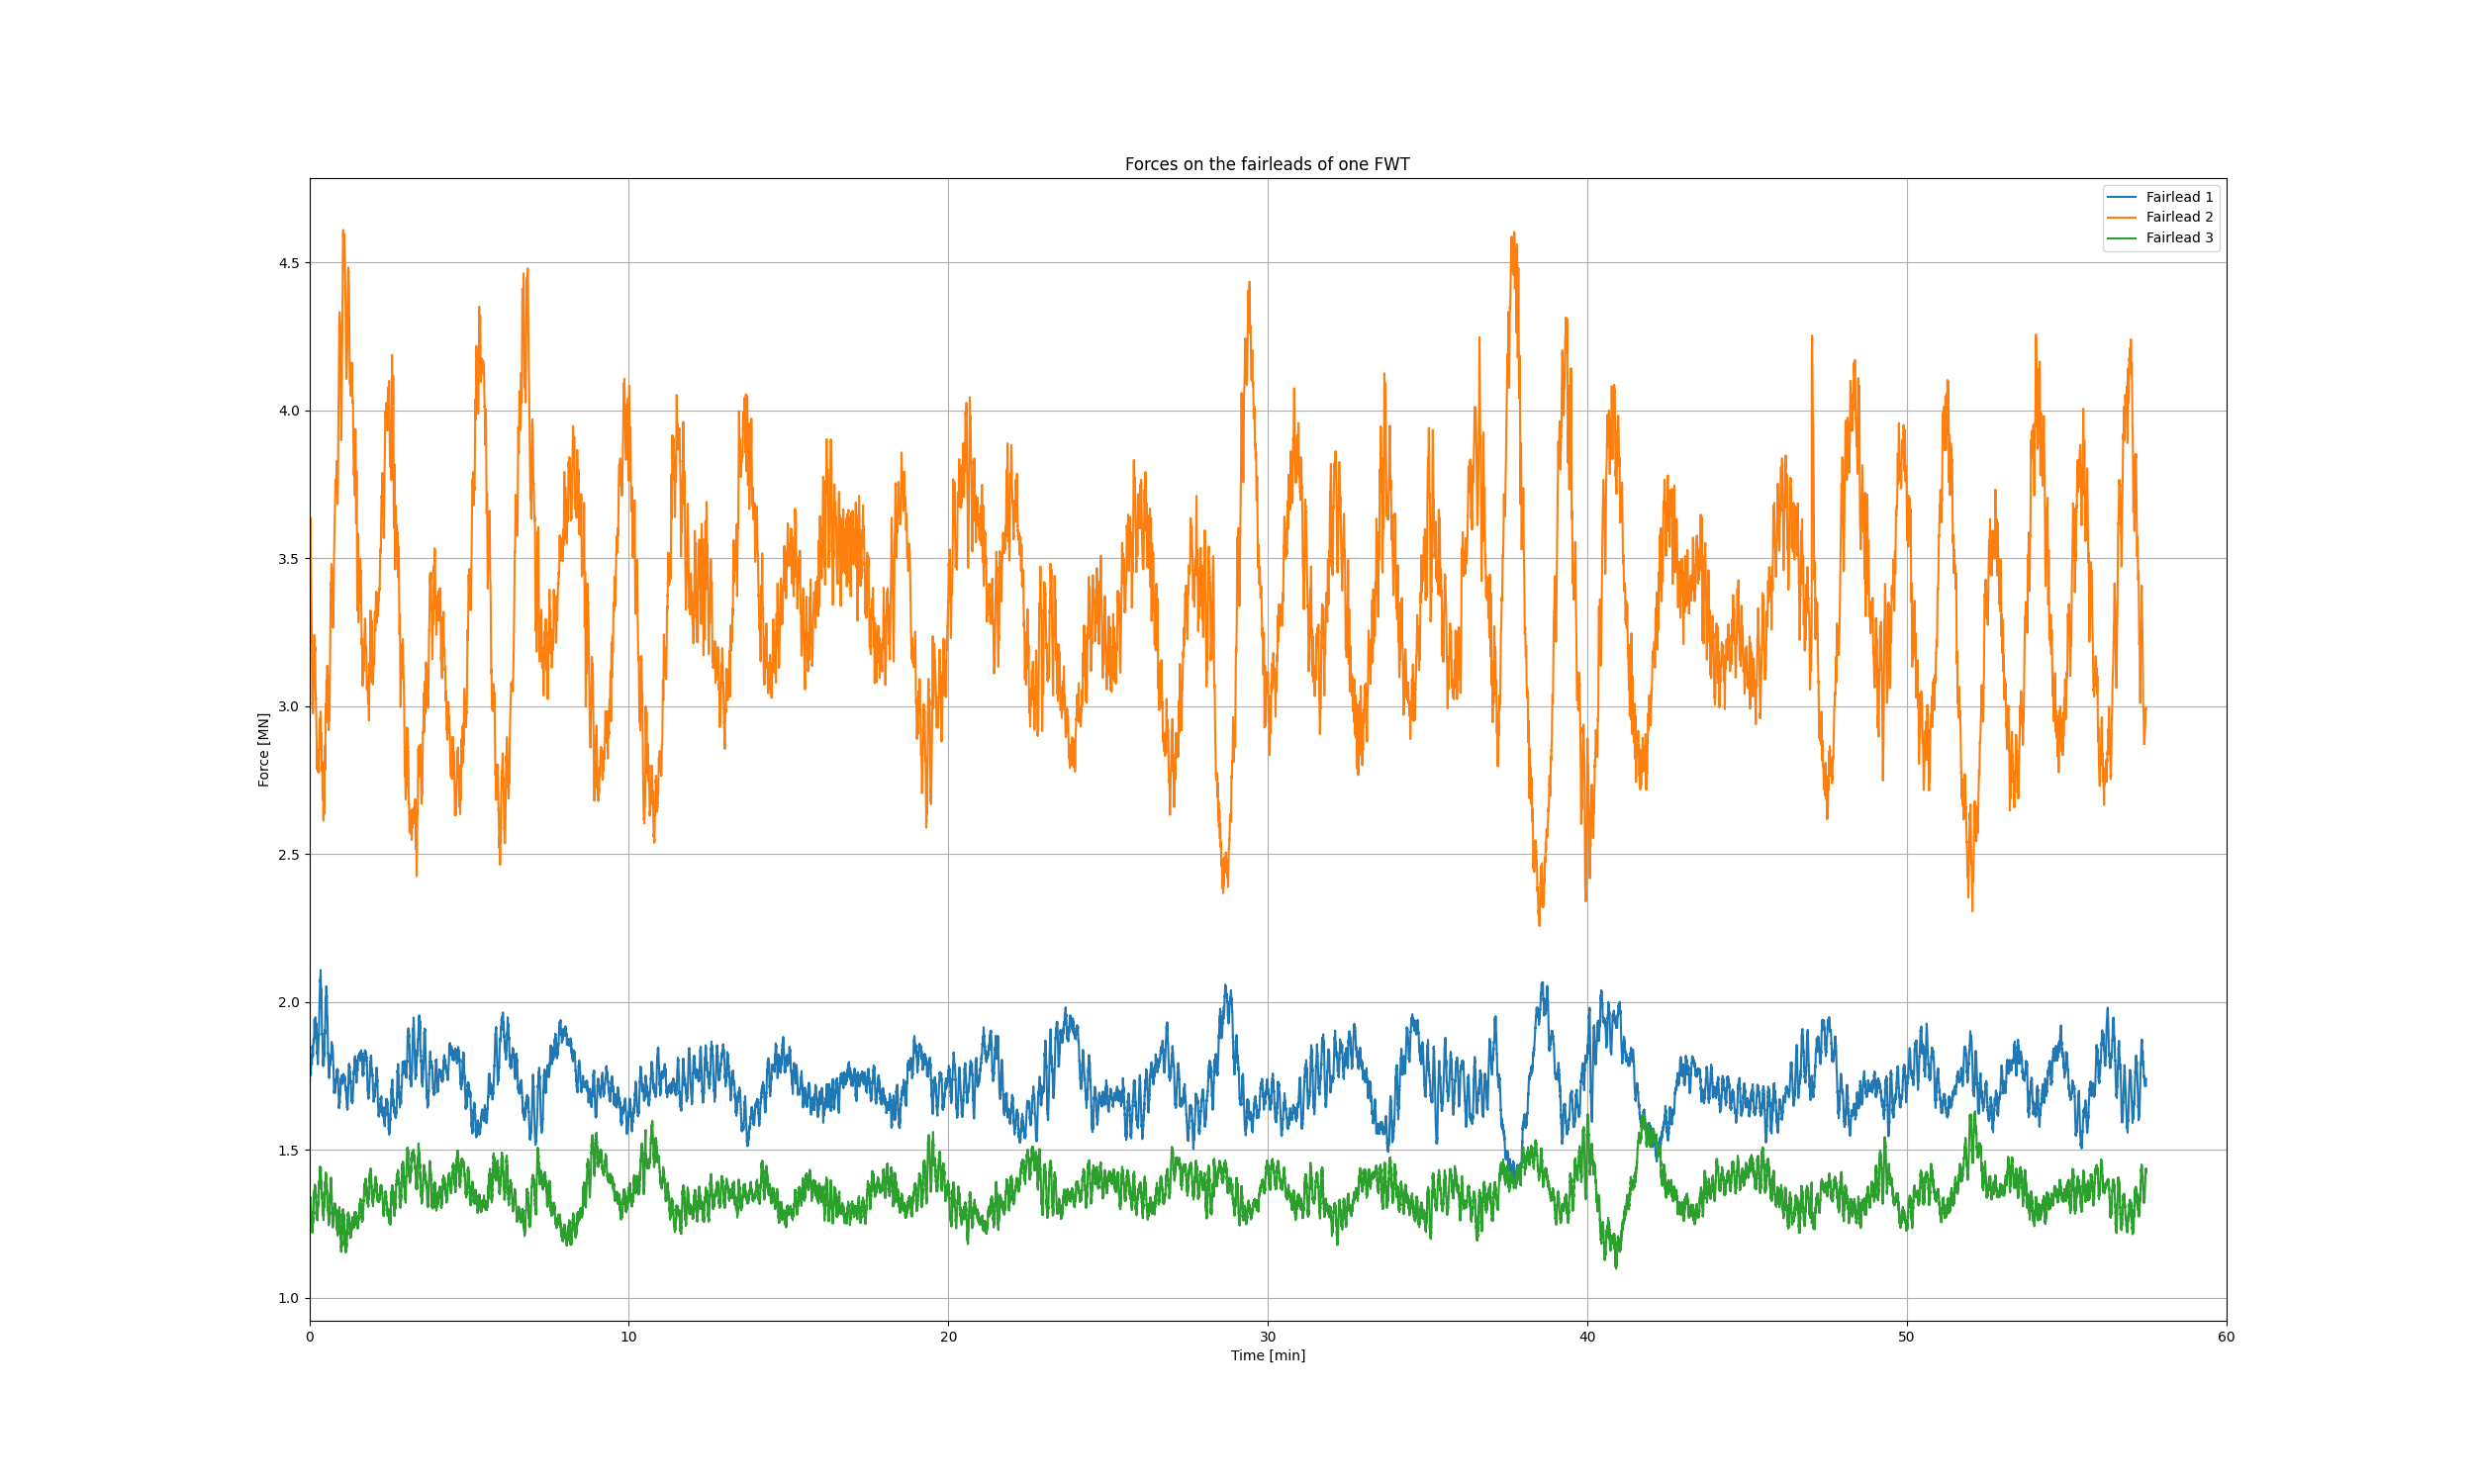 Forces on the fairleads of one FWT
Fairlead 1
Fairlead 2
Fairlead 3
4.5
4.0
3.5
3.0
2.5
2.0
1.5
1.0
Force [MN]
0 10 20 30 40 50 60
Time [min]